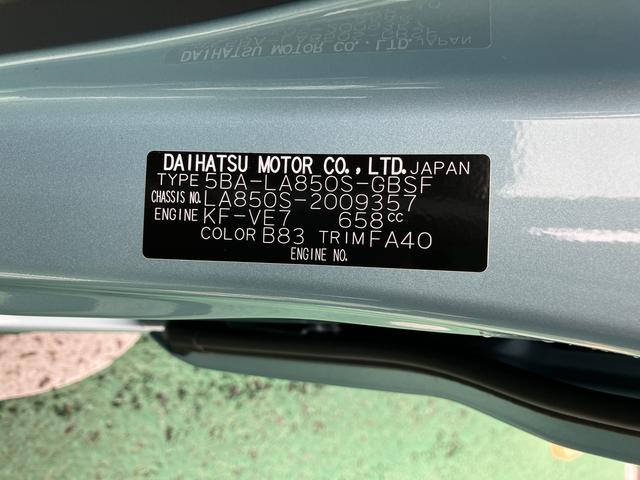 DAIHATSU MOTOR CO., LTD. JAPAN
TYPE 5BA-LA850S-GBSF
CHASSIS NO. LA850S-2009357
ENGINE KF-VE7 658cc
COLOR B83 TRIM FA40
ENGINE NO.